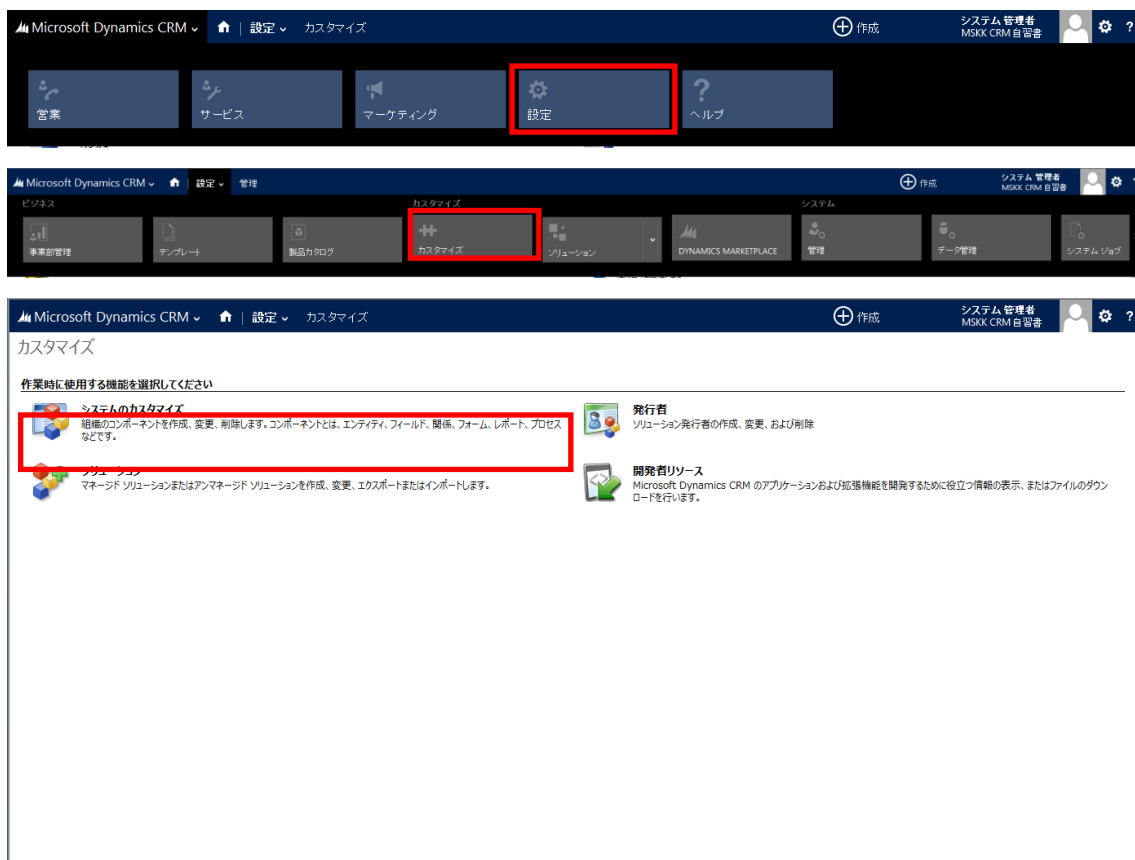 Microsoft Dynamics CRM 設定 カスタマイズ 作成 システム 管理者
MSKK CRM 自習書 ?
営業 サービス マーケティング 設定 ヘルプ
Microsoft Dynamics CRM 設定 管理 作成 システム 管理者
MSKK CRM 自習書
ビジネス カスタマイズ システム
事業部管理 テンプレート 製品カタログ カスタマイズ ソリューション DYNAMICS MARKETPLACE 管理 データ管理 システム ジョブ
Microsoft Dynamics CRM 設定 カスタマイズ 作成 システム 管理者
MSKK CRM 自習書 ?
カスタマイズ
作業時に使用する機能を選択してください
システムのカスタマイズ
組織のコンポーネントを作成、変更、削除します。コンポーネントとは、エンティティ、フィールド、関係、フォーム、レポート、プロセス
などです。
発行者
ソリューション発行者の作成、変更、および削除
ソリューション
マネージド ソリューションまたはアンマネージド ソリューションを作成、変更、エクスポートまたはインポートします。
開発者リソース
Microsoft Dynamics CRM のアプリケーションおよび拡張機能を開発するために役立つ情報の表示、またはファイルのダウン
ロードを行います。